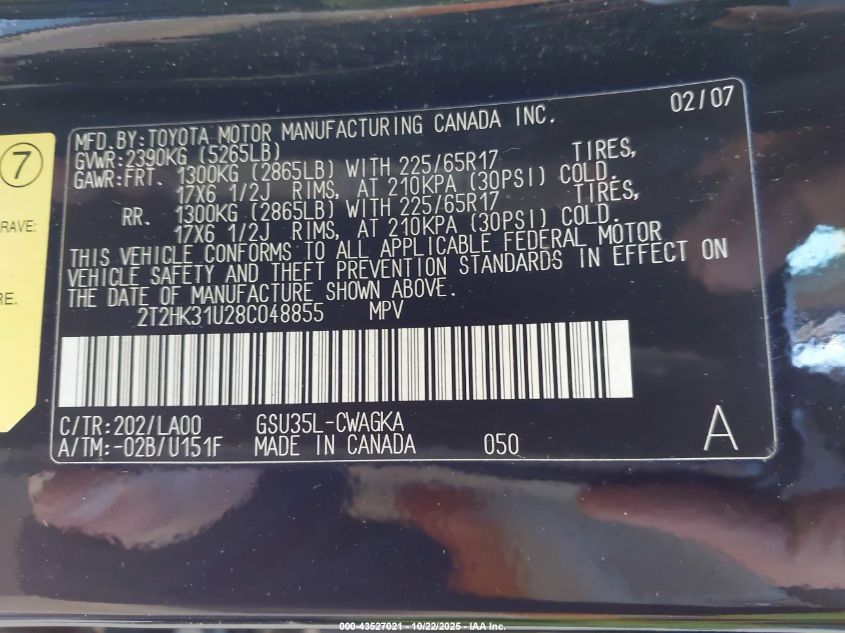 02/07
MFD.BY:TOYOTA MOTOR MANUFACTURING CANADA INC.
GVWR:2390KG (5265LB)
GAWR:FRT. 1300KG (2865LB) WITH 225/65R17 TIRES,
17X6 1/2J RIMS, AT 210KPA (30PSI) COLD.
RR. 1300KG (2865LB) WITH 225/65R17 TIRES,
17X6 1/2J RIMS, AT 210KPA (30PSI) COLD.
THIS VEHICLE CONFORMS TO ALL APPLICABLE FEDERAL MOTOR
VEHICLE SAFETY AND THEFT PREVENTION STANDARDS IN EFFECT ON
THE DATE OF MANUFACTURE SHOWN ABOVE.
2T2HK31U28C048855 MPV
C/TR:202/LA00 GSU35L-CWAGKA
A/TM:-02B/U151F MADE IN CANADA 050 A
7
RAVE:
RE.
000-43527021 - 10/22/2025 - IAA Inc.